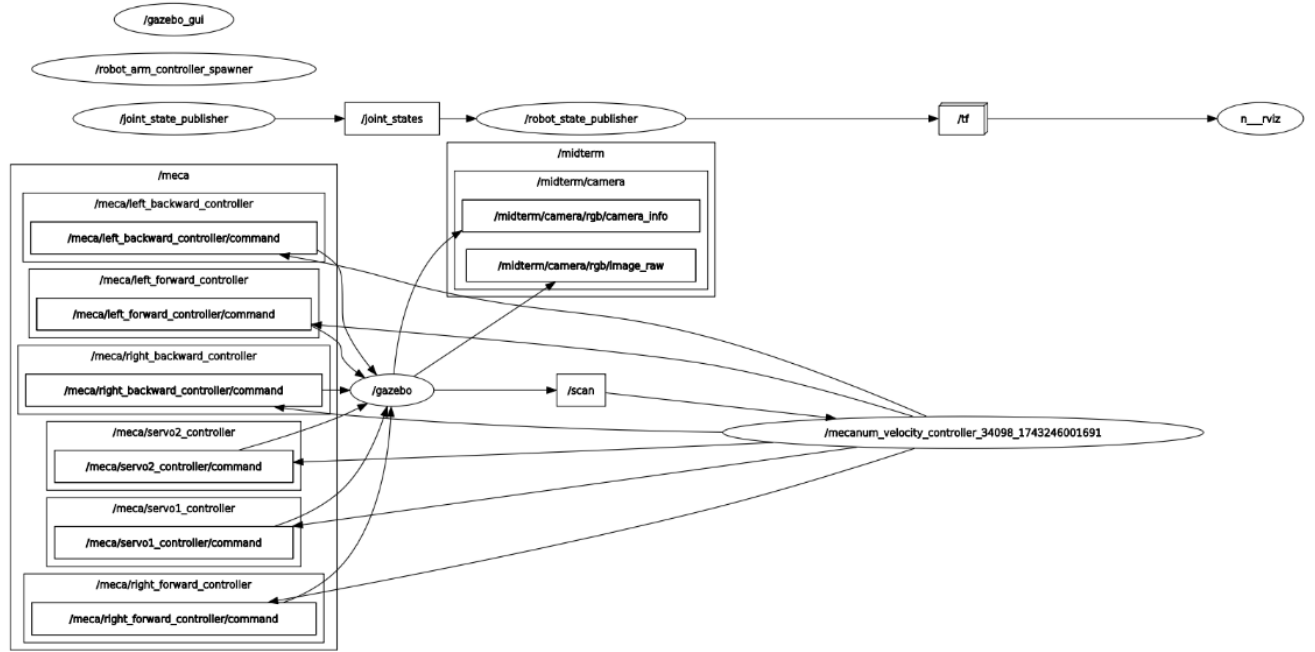 /gazebo_gui
/robot_arm_controller_spawner
/joint_state_publisher
/joint_states
/robot_state_publisher
/tf
n__rviz
/meca
/meca/left_backward_controller
/meca/left_backward_controller/command
/meca/left_forward_controller
/meca/left_forward_controller/command
/meca/right_backward_controller
/meca/right_backward_controller/command
/meca/servo2_controller
/meca/servo2_controller/command
/meca/servo1_controller
/meca/servo1_controller/command
/meca/right_forward_controller
/meca/right_forward_controller/command
/midterm
/midterm/camera
/midterm/camera/rgb/camera_info
/midterm/camera/rgb/image_raw
/gazebo
/scan
/mecanum_velocity_controller_34098_1743246001691